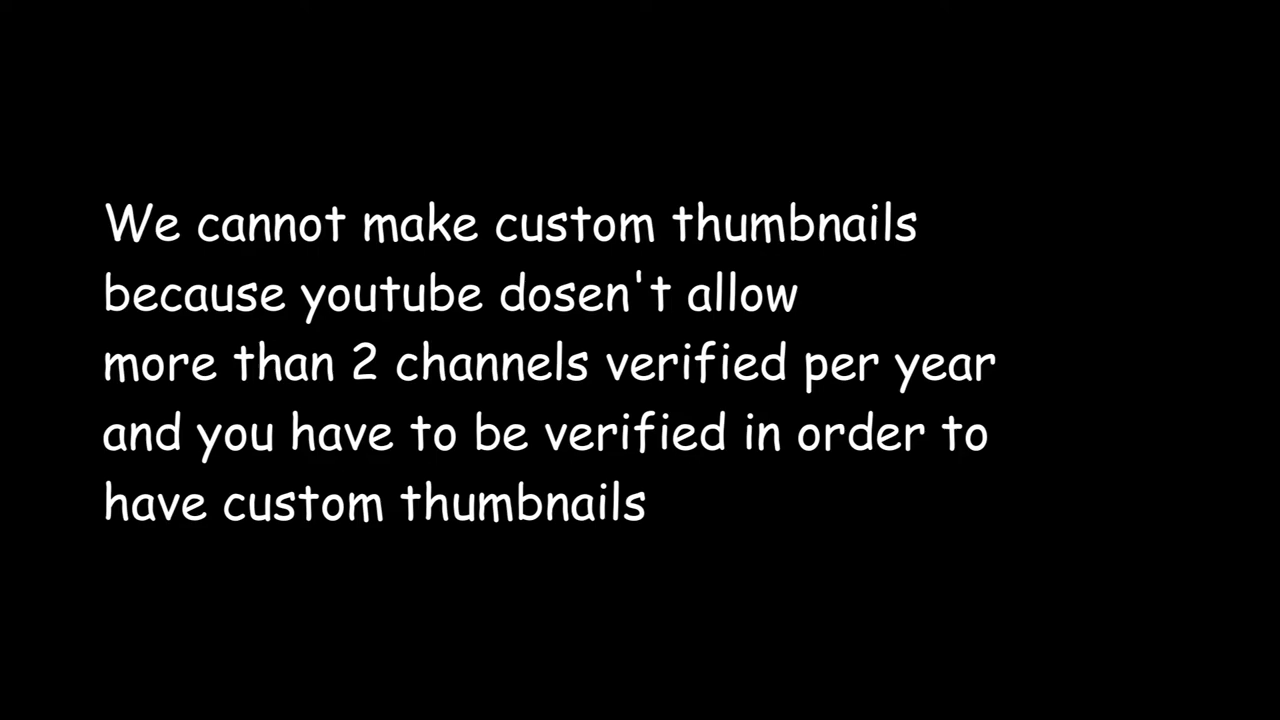 We cannot make custom thumbnails
because youtube dosen't allow
more than 2 channels verified per year
and you have to be verified in order to
have custom thumbnails